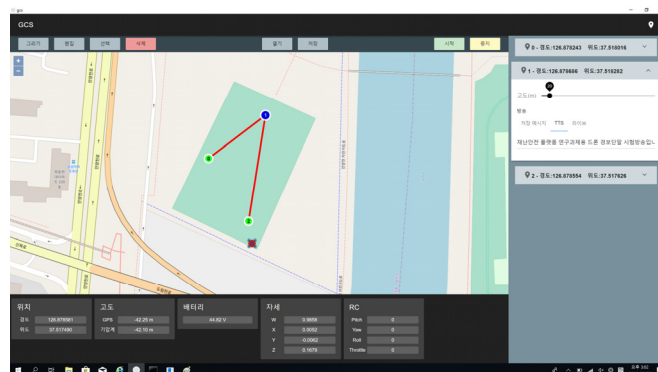 GCS
그리기 편집 선택 삭제 열기 저장 시작 중지
0 - 경도:126.878243 위도:37.518016
1 - 경도:126.878686 위도:37.518282
고도(m)
방송
저장 메시지 TTS 라이브
재난안전 플랫폼 연구과제용 드론 경보단말 시험방송입니
2 - 경도:126.878554 위도:37.517626
0
1
2
위치
경도 126.878581
위도 37.517490
고도
GPS -42.25 m
기압계 -42.10 m
배터리
44.82 V
자세
W 0.9858
X 0.0052
Y -0.0062
Z 0.1679
RC
Pitch 0
Yaw 0
Roll 0
Throttle 0